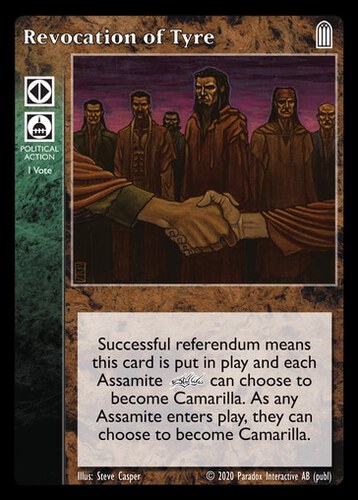 Revocation of Tyre
POLITICAL
ACTION
1 Vote
Successful referendum means
this card is put in play and each
Assamite can choose to
become Camarilla. As any
Assamite enters play, they can
choose to become Camarilla.
Illus: Steve Casper © 2020 Paradox Interactive AB (publ)